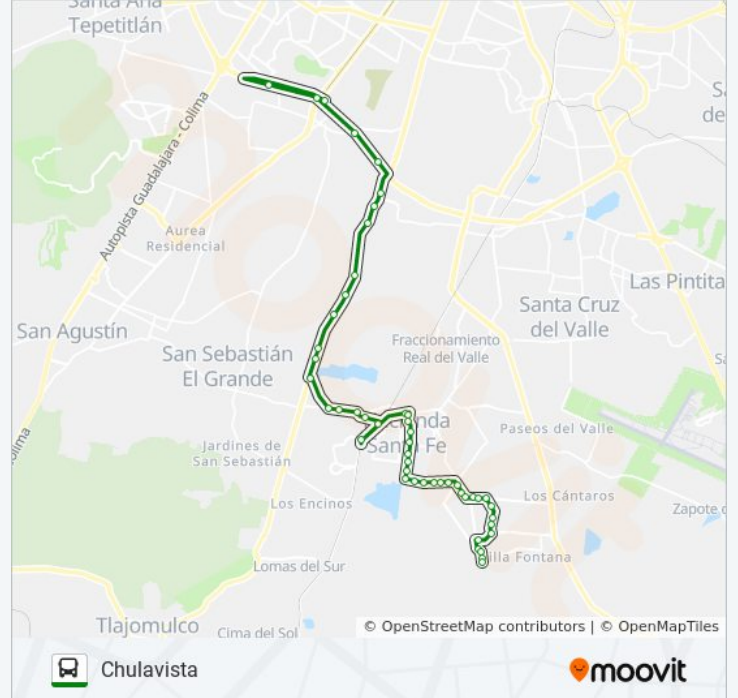 Santa Ana
Tepetitlán
Autopista Guadalajara - Colima
Aurea
Residencial
Las Pintita
Santa Cruz
del Valle
San Agustín
Fraccionamiento
Real del Valle
San Sebastián
El Grande
Santa Fe
Paseos del Valle
Jardines de
San Sebastián
Los Encinos
Los Cántaros
Zapote
Villa Fontana
Lomas del Sur
Tlajomulco
Cima del Sol
© OpenStreetMap contributors | © OpenMapTiles
Chulavista
moovit